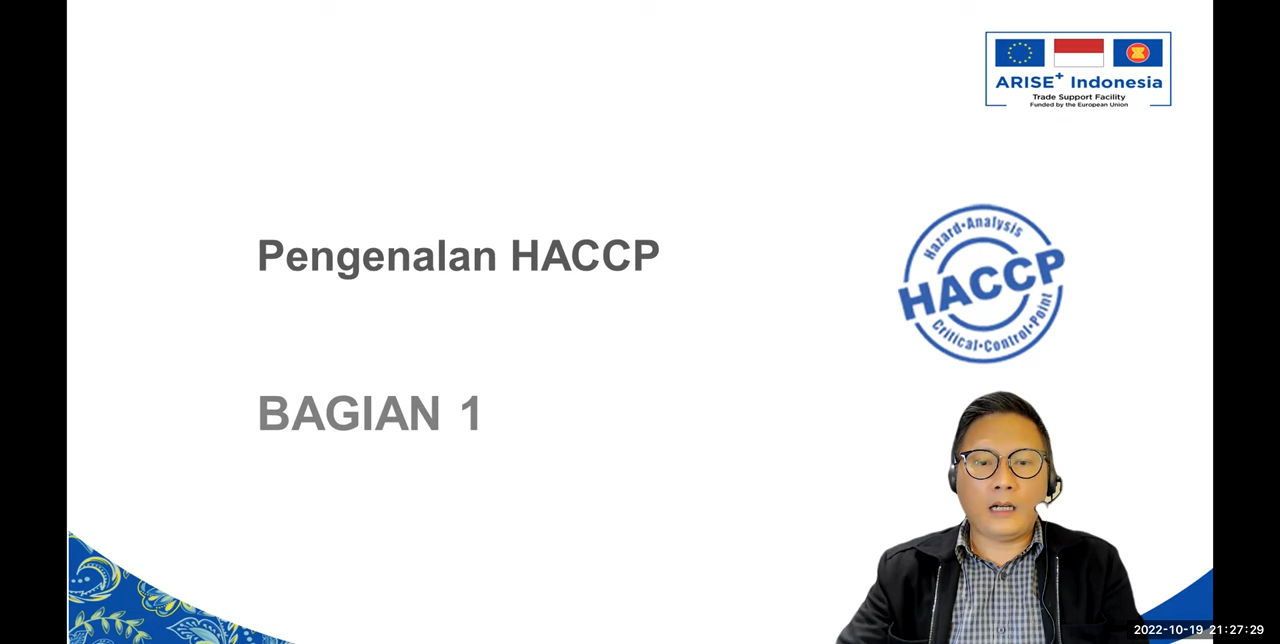 ARISE+ Indonesia
Trade Support Facility
Funded by the European Union
Hazard•Analysis
Pengenalan HACCP
HACCP
Critical•Control•Point
BAGIAN 1
2022-10-19 21:27:29